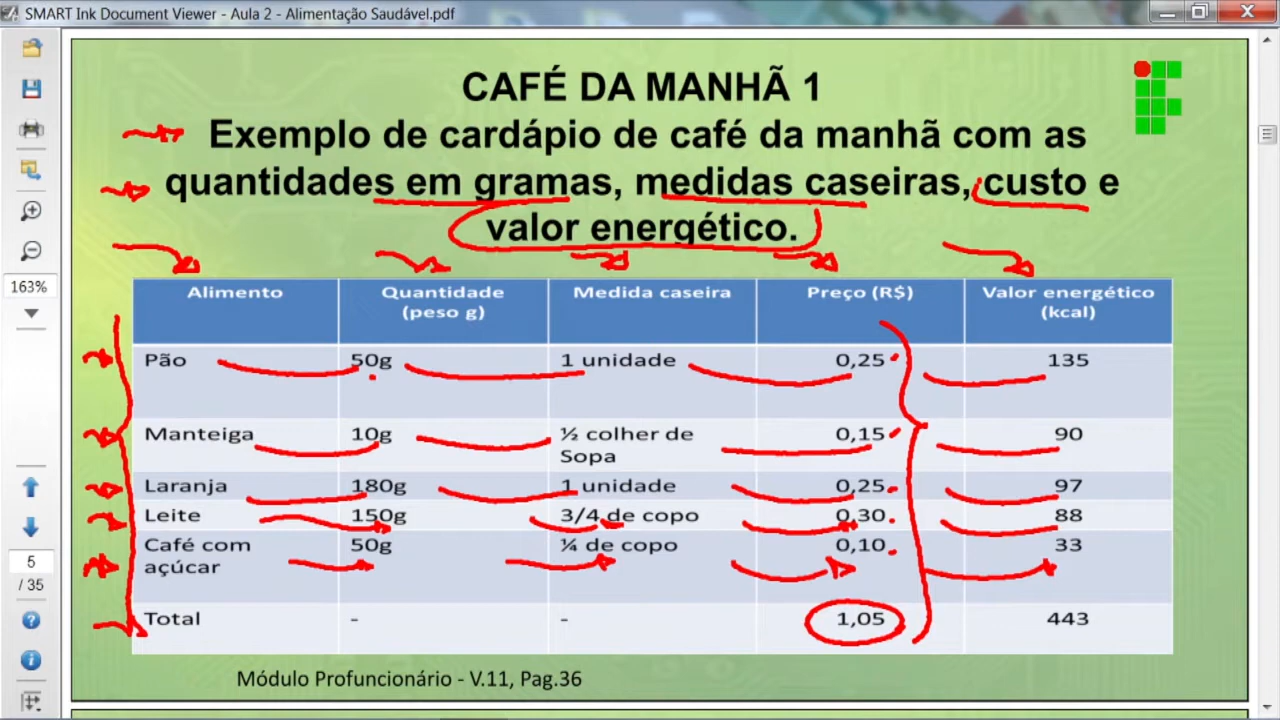 SMART Ink Document Viewer - Aula 2 - Alimentação Saudável.pdf
163%
5
/ 35
CAFÉ DA MANHÃ 1
Exemplo de cardápio de café da manhã com as
quantidades em gramas, medidas caseiras, custo e
valor energético.
Alimento Quantidade (peso g) Medida caseira Preço (R$) Valor energético (kcal)
Pão 50g 1 unidade 0,25 135
Manteiga 10g ½ colher de Sopa 0,15 90
Laranja 180g 1 unidade 0,25 97
Leite 150g 3/4 de copo 0,30 88
Café com açúcar 50g ¼ de copo 0,10 33
Total - - 1,05 443
Módulo Profuncionário - V.11, Pag.36